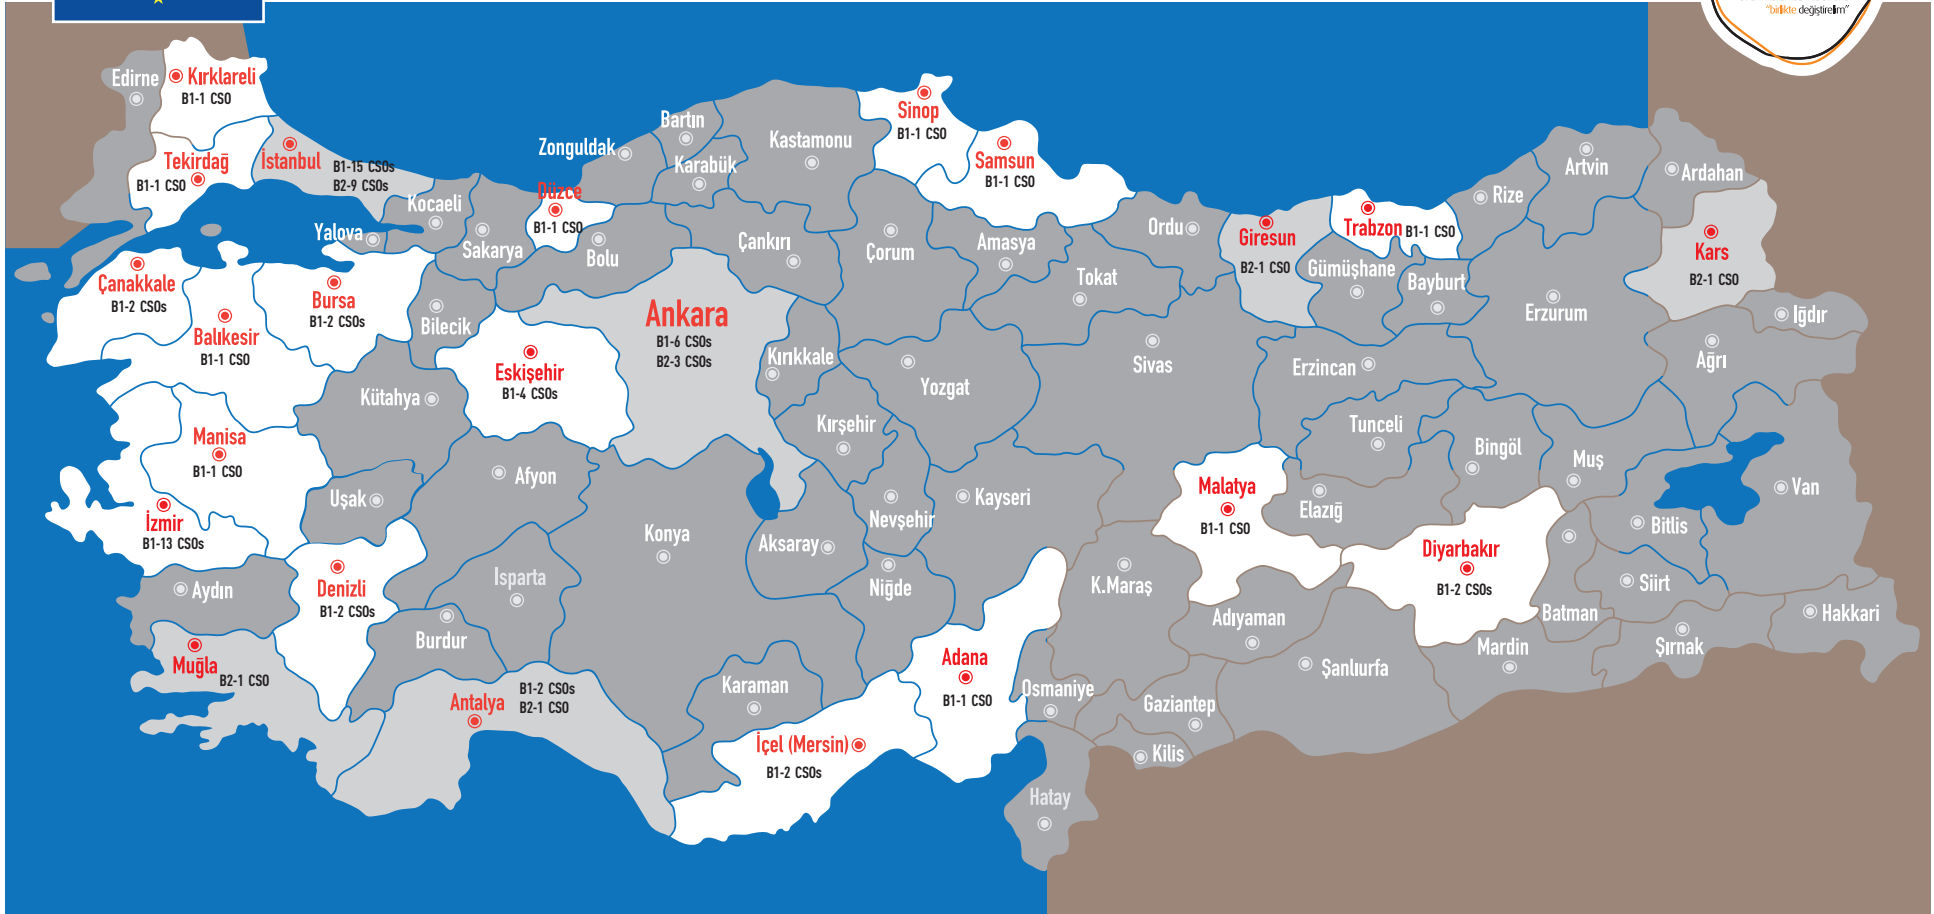 "birlikte değiştirelim"
Edirne
Kırklareli
B1-1 CSO
Tekirdağ
B1-1 CSO
İstanbul
B1-15 CSOs
B2-9 CSOs
Kocaeli
Yalova
Sakarya
Düzce
B1-1 CSO
Bolu
Zonguldak
Bartın
Karabük
Kastamonu
Çankırı
Sinop
B1-1 CSO
Samsun
B1-1 CSO
Çorum
Amasya
Tokat
Ordu
Giresun
B2-1 CSO
Gümüşhane
Trabzon B1-1 CSO
Bayburt
Rize
Artvin
Ardahan
Kars
B2-1 CSO
Iğdır
Ağrı
Erzurum
Erzincan
Sivas
Yozgat
Kırıkkale
Ankara
B1-6 CSOs
B2-3 CSOs
Eskişehir
B1-4 CSOs
Bilecik
Bursa
B1-2 CSOs
Balıkesir
B1-1 CSO
Çanakkale
B1-2 CSOs
Kütahya
Manisa
B1-1 CSO
İzmir
B1-13 CSOs
Uşak
Afyon
Kırşehir
Nevşehir
Kayseri
Malatya
B1-1 CSO
Elazığ
Tunceli
Bingöl
Muş
Bitlis
Van
Hakkari
Şırnak
Siirt
Batman
Diyarbakır
B1-2 CSOs
Mardin
Şanlıurfa
Adıyaman
K.Maraş
Gaziantep
Kilis
Osmaniye
Hatay
Adana
B1-1 CSO
Niğde
Aksaray
Konya
Karaman
İçel (Mersin)
B1-2 CSOs
Antalya
B1-2 CSOs
B2-1 CSO
Isparta
Burdur
Denizli
B1-2 CSOs
Aydın
Muğla
B2-1 CSO